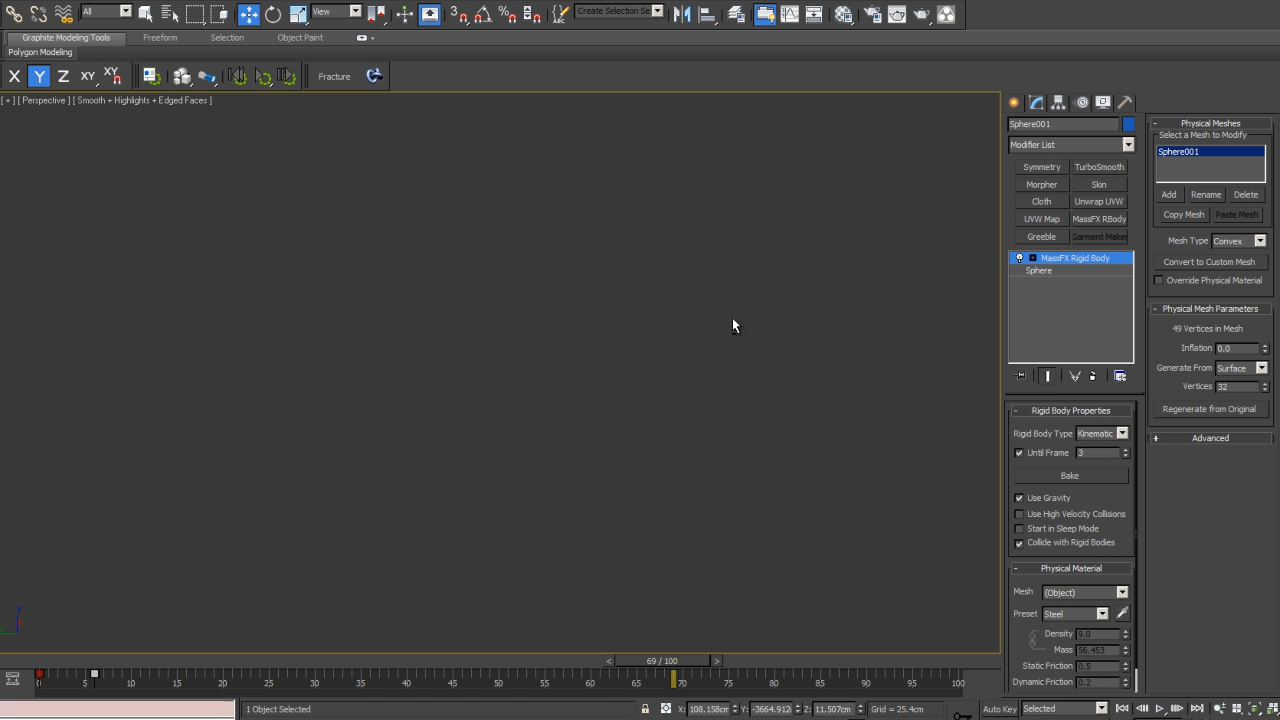 All
View
Create Selection Se
Graphite Modeling Tools
Freeform
Selection
Object Paint
Polygon Modeling
X
Y
Z
XY
XY
Fracture
[ + ] [ Perspective ] [ Smooth + Highlights + Edged Faces ]
Sphere001
Modifier List
Symmetry
TurboSmooth
Morpher
Skin
Cloth
Unwrap UVW
UVW Map
MassFX RBody
Greeble
Garment Maker
MassFX Rigid Body
Sphere
Rigid Body Properties
Rigid Body Type
Kinematic
Until Frame
3
Bake
Use Gravity
Use High Velocity Collisions
Start in Sleep Mode
Collide with Rigid Bodies
Physical Material
Mesh
(Object)
Preset
Steel
Density
9.0
Mass
56.453
Static Friction
0.5
Dynamic Friction
0.2
Physical Meshes
Select a Mesh to Modify
Sphere001
Add
Rename
Delete
Copy Mesh
Paste Mesh
Mesh Type
Convex
Convert to Custom Mesh
Override Physical Material
Physical Mesh Parameters
49 Vertices in Mesh
Inflation
0.0
Generate From
Surface
Vertices
32
Regenerate from Original
Advanced
z
69 / 100
0 5 10 15 20 25 30 35 40 45 50 55 60 65 70 75 80 85 90 95 100
1 Object Selected
X: 108.158cm
Y: -3664.912
Z: 11.507cm
Grid = 25.4cm
Auto Key
Selected